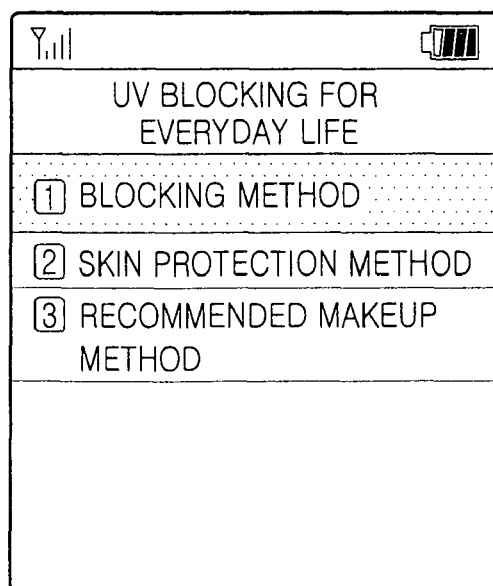 UV BLOCKING FOR
EVERYDAY LIFE
1 BLOCKING METHOD
2 SKIN PROTECTION METHOD
3 RECOMMENDED MAKEUP
METHOD